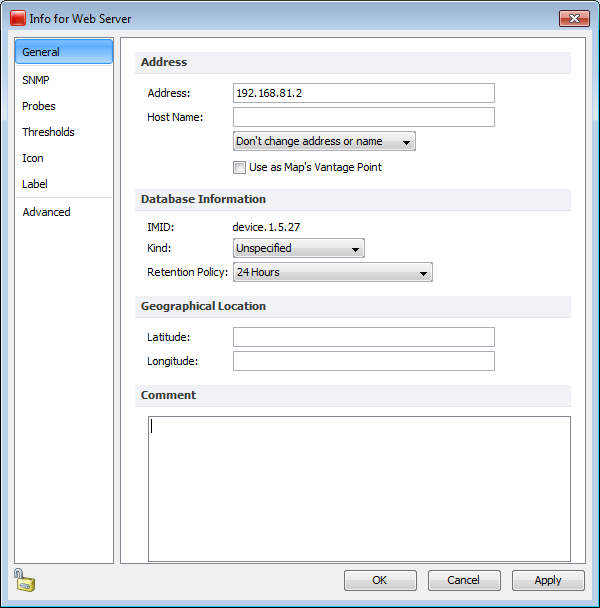 Info for Web Server
General
SNMP
Probes
Thresholds
Icon
Label
Advanced
Address
Address: 192.168.81.2
Host Name:
Don't change address or name
Use as Map's Vantage Point
Database Information
IMID: device.1.5.27
Kind: Unspecified
Retention Policy: 24 Hours
Geographical Location
Latitude:
Longitude:
Comment
OK Cancel Apply